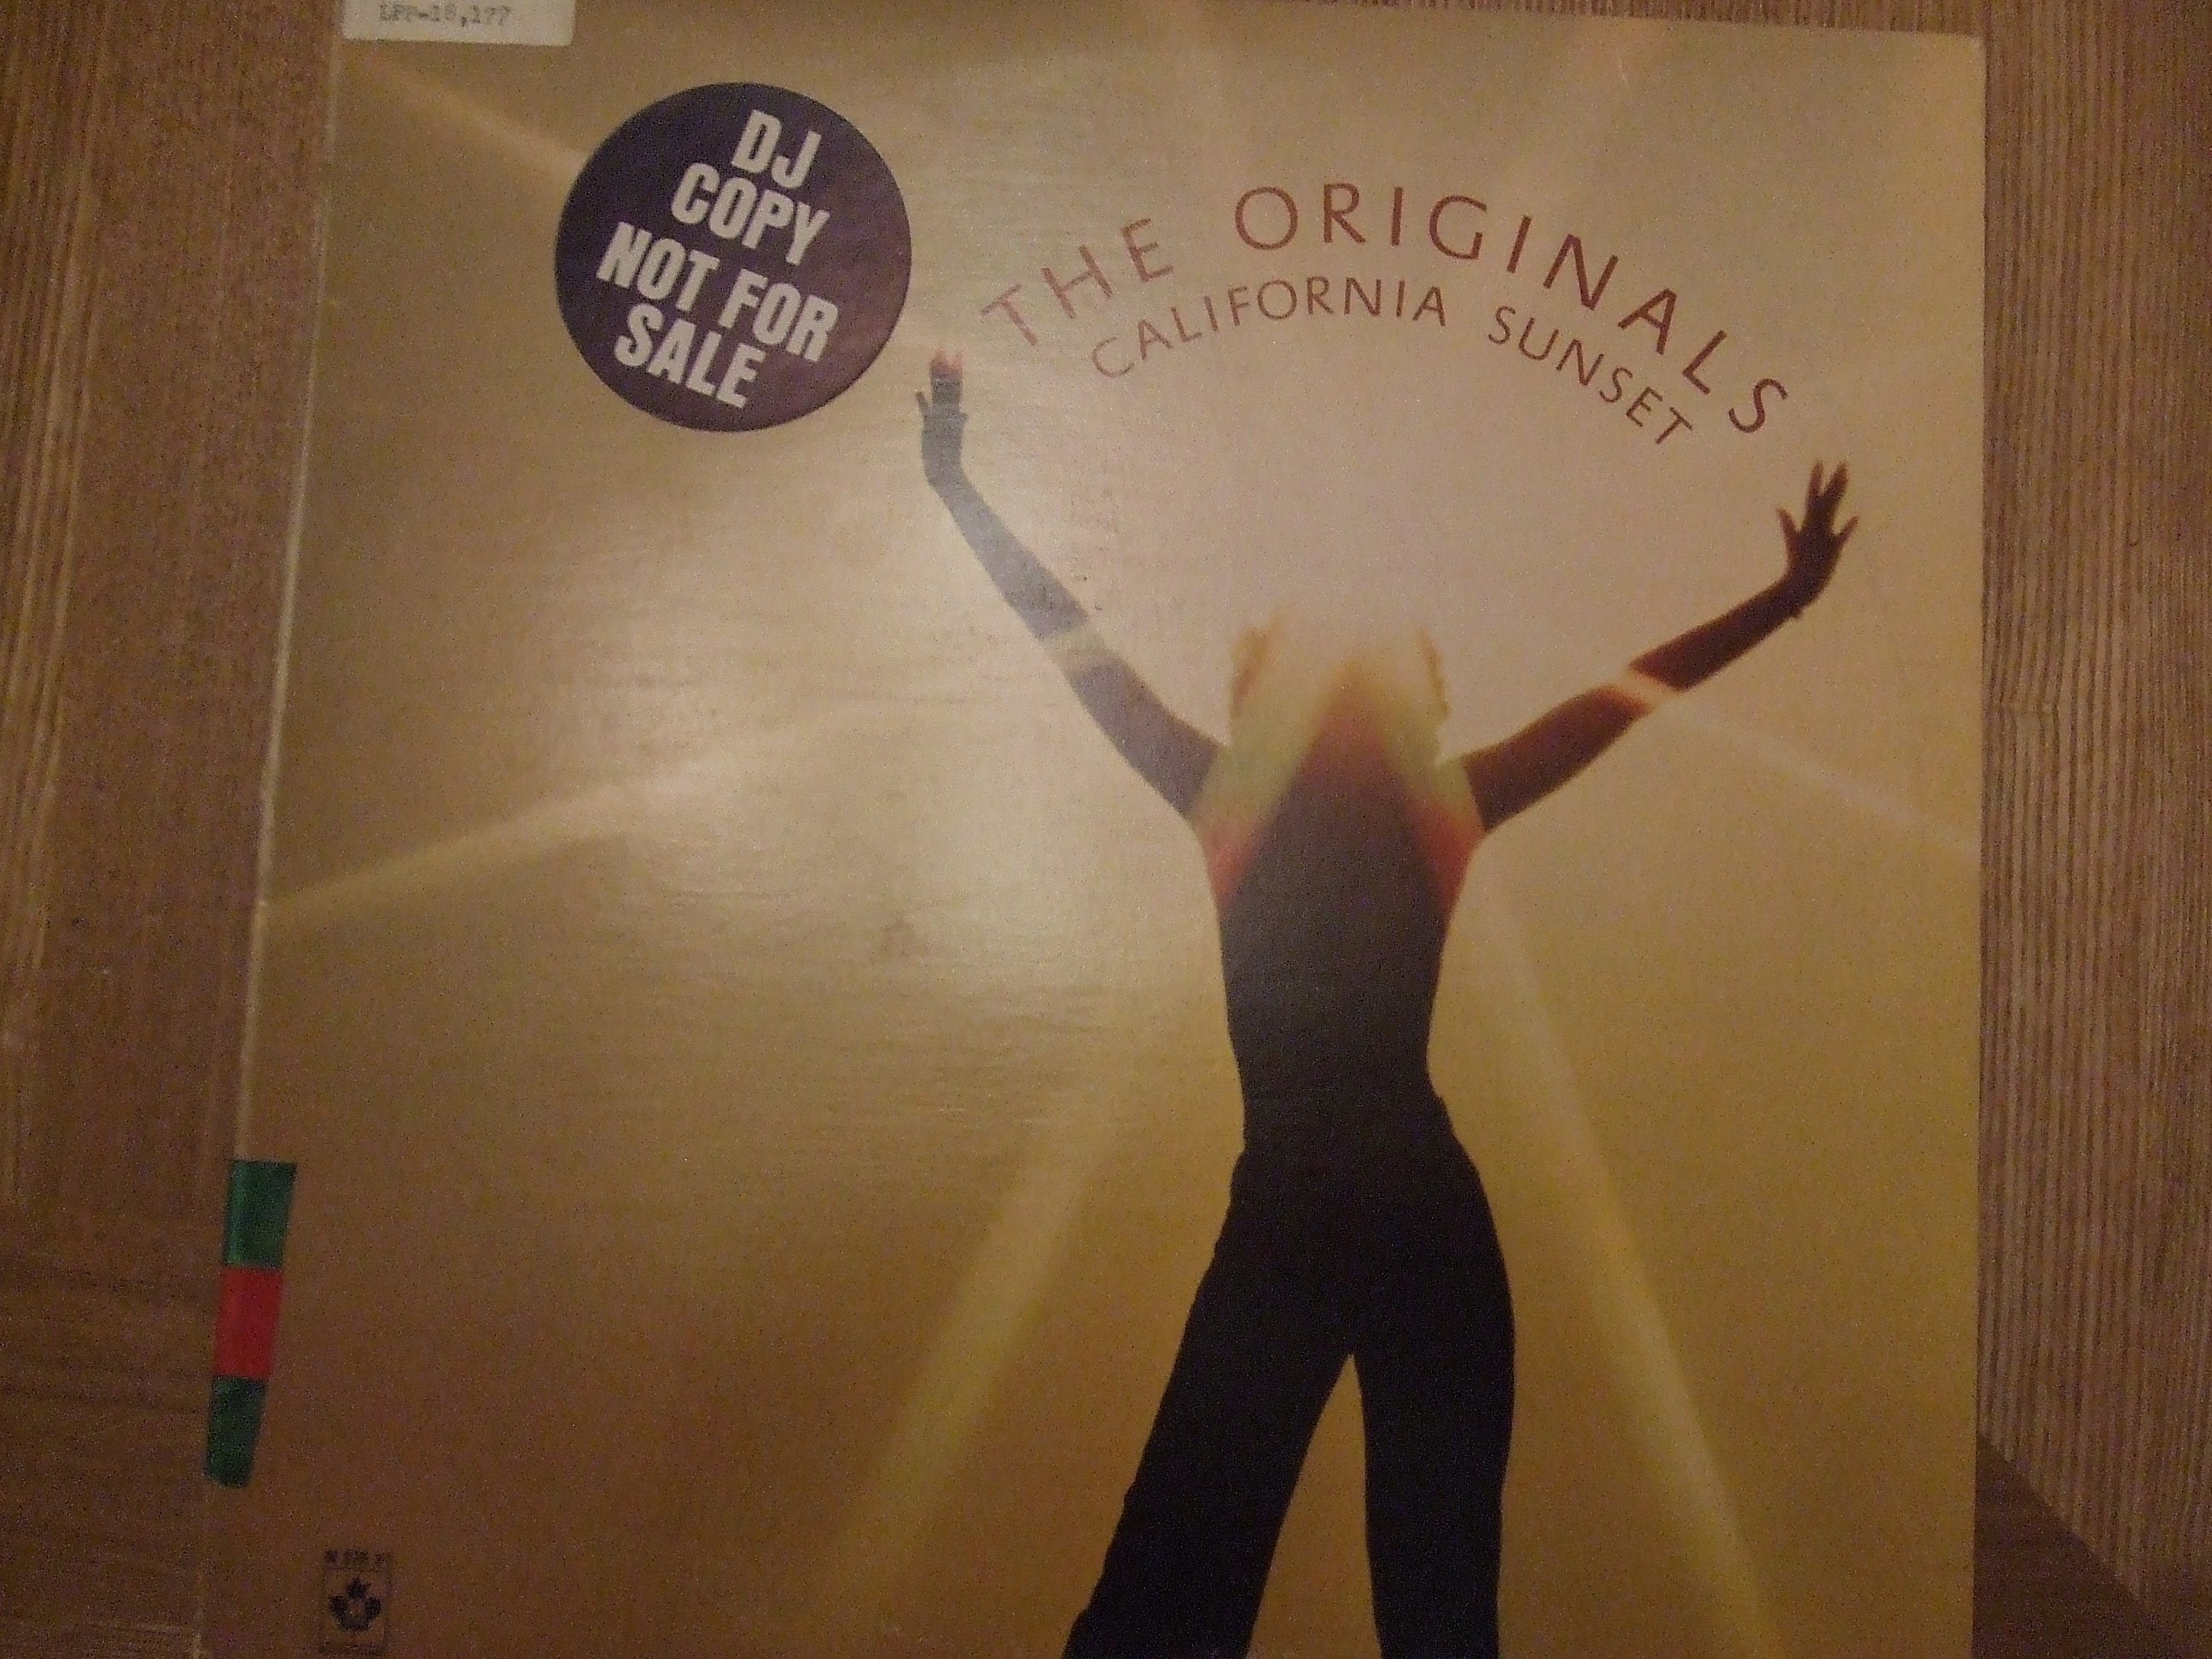 DJ
COPY
NOT FOR
SALE
THE ORIGINALS
CALIFORNIA SUNSET